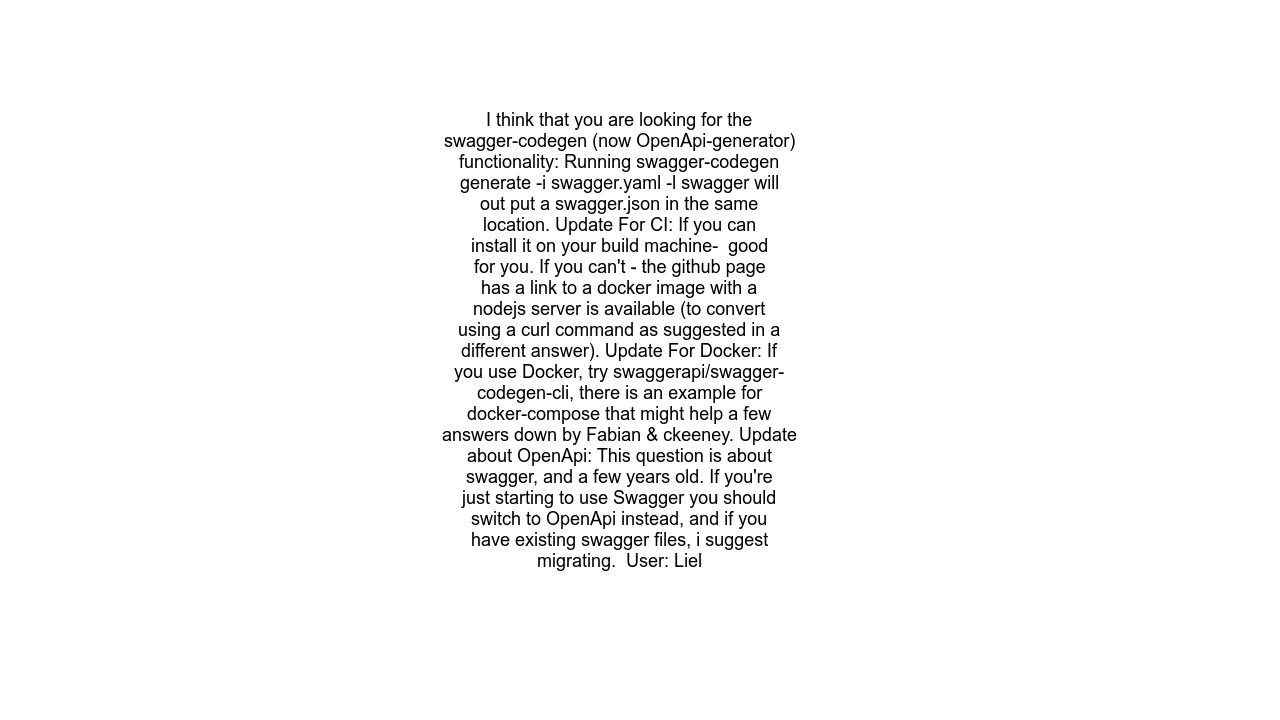 I think that you are looking for the
swagger-codegen (now OpenApi-generator)
functionality: Running swagger-codegen
generate -i swagger.yaml -l swagger will
out put a swagger.json in the same
location. Update For CI: If you can
install it on your build machine-  good
for you. If you can't - the github page
has a link to a docker image with a
nodejs server is available (to convert
using a curl command as suggested in a
different answer). Update For Docker: If
you use Docker, try swaggerapi/swagger-
codegen-cli, there is an example for
docker-compose that might help a few
answers down by Fabian & ckeeney. Update
about OpenApi: This question is about
swagger, and a few years old. If you're
just starting to use Swagger you should
switch to OpenApi instead, and if you
have existing swagger files, i suggest
migrating.  User: Liel